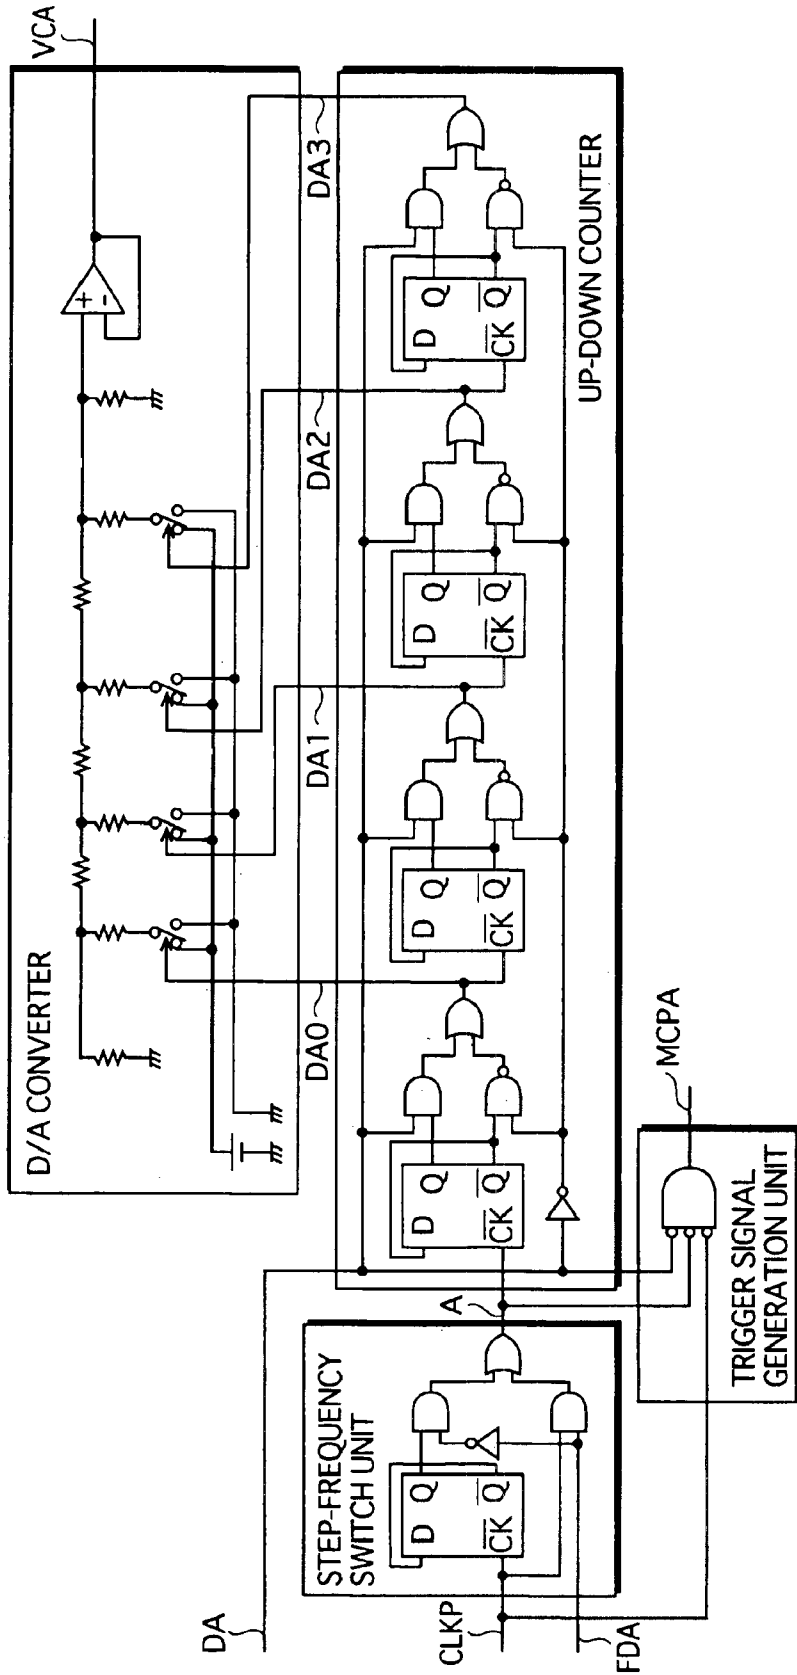 VCA
D/A CONVERTER
+
-
DA0
DA1
DA2
DA3
UP-DOWN COUNTER
D
Q
CK
Q
D
Q
CK
Q
D
Q
CK
Q
D
Q
CK
Q
DA
A
STEP-FREQUENCY
SWITCH UNIT
D
Q
CK
Q
CLKP
FDA
MCPA
TRIGGER SIGNAL
GENERATION UNIT